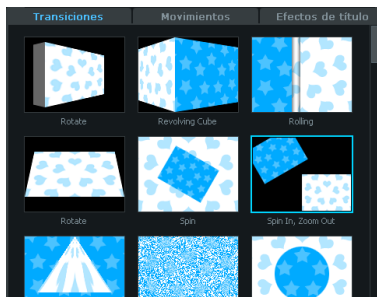 Transiciones Movimientos Efectos de título
Rotate Revolving Cube Rolling
Rotate Spin Spin In, Zoom Out